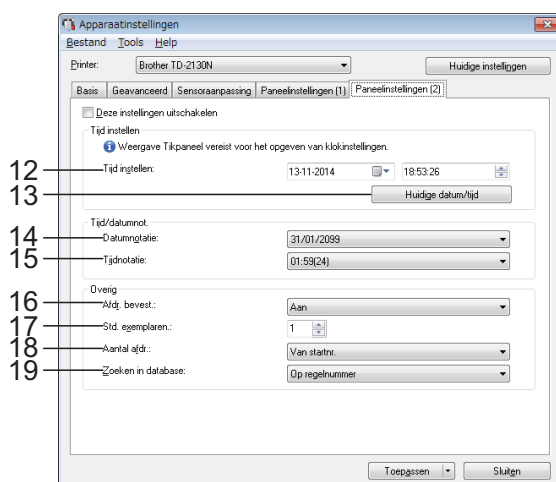 Apparaatinstellingen
Bestand Tools Help
Printer: Brother TD-2130N Huidige instellingen
Basis Geavanceerd Sensoraanpassing Paneelinstellingen (1) Paneelinstellingen (2)
Deze instellingen uitschakelen
Tijd instellen
Weergave Tikpaneel vereist voor het opgeven van klokinstellingen.
12 Tijd instellen: 13-11-2014 18:53:26
13 Huidige datum/tijd
Tijd/datumnot.
14 Datumnotatie: 31/01/2099
15 Tijdnotatie: 01:59(24)
Overig
16 Afdr. bevest.: Aan
17 Std. exemplaren.: 1
18 Aantal afdr.: Van startnr.
19 Zoeken in database: Op regelnummer
Toepassen Sluiten